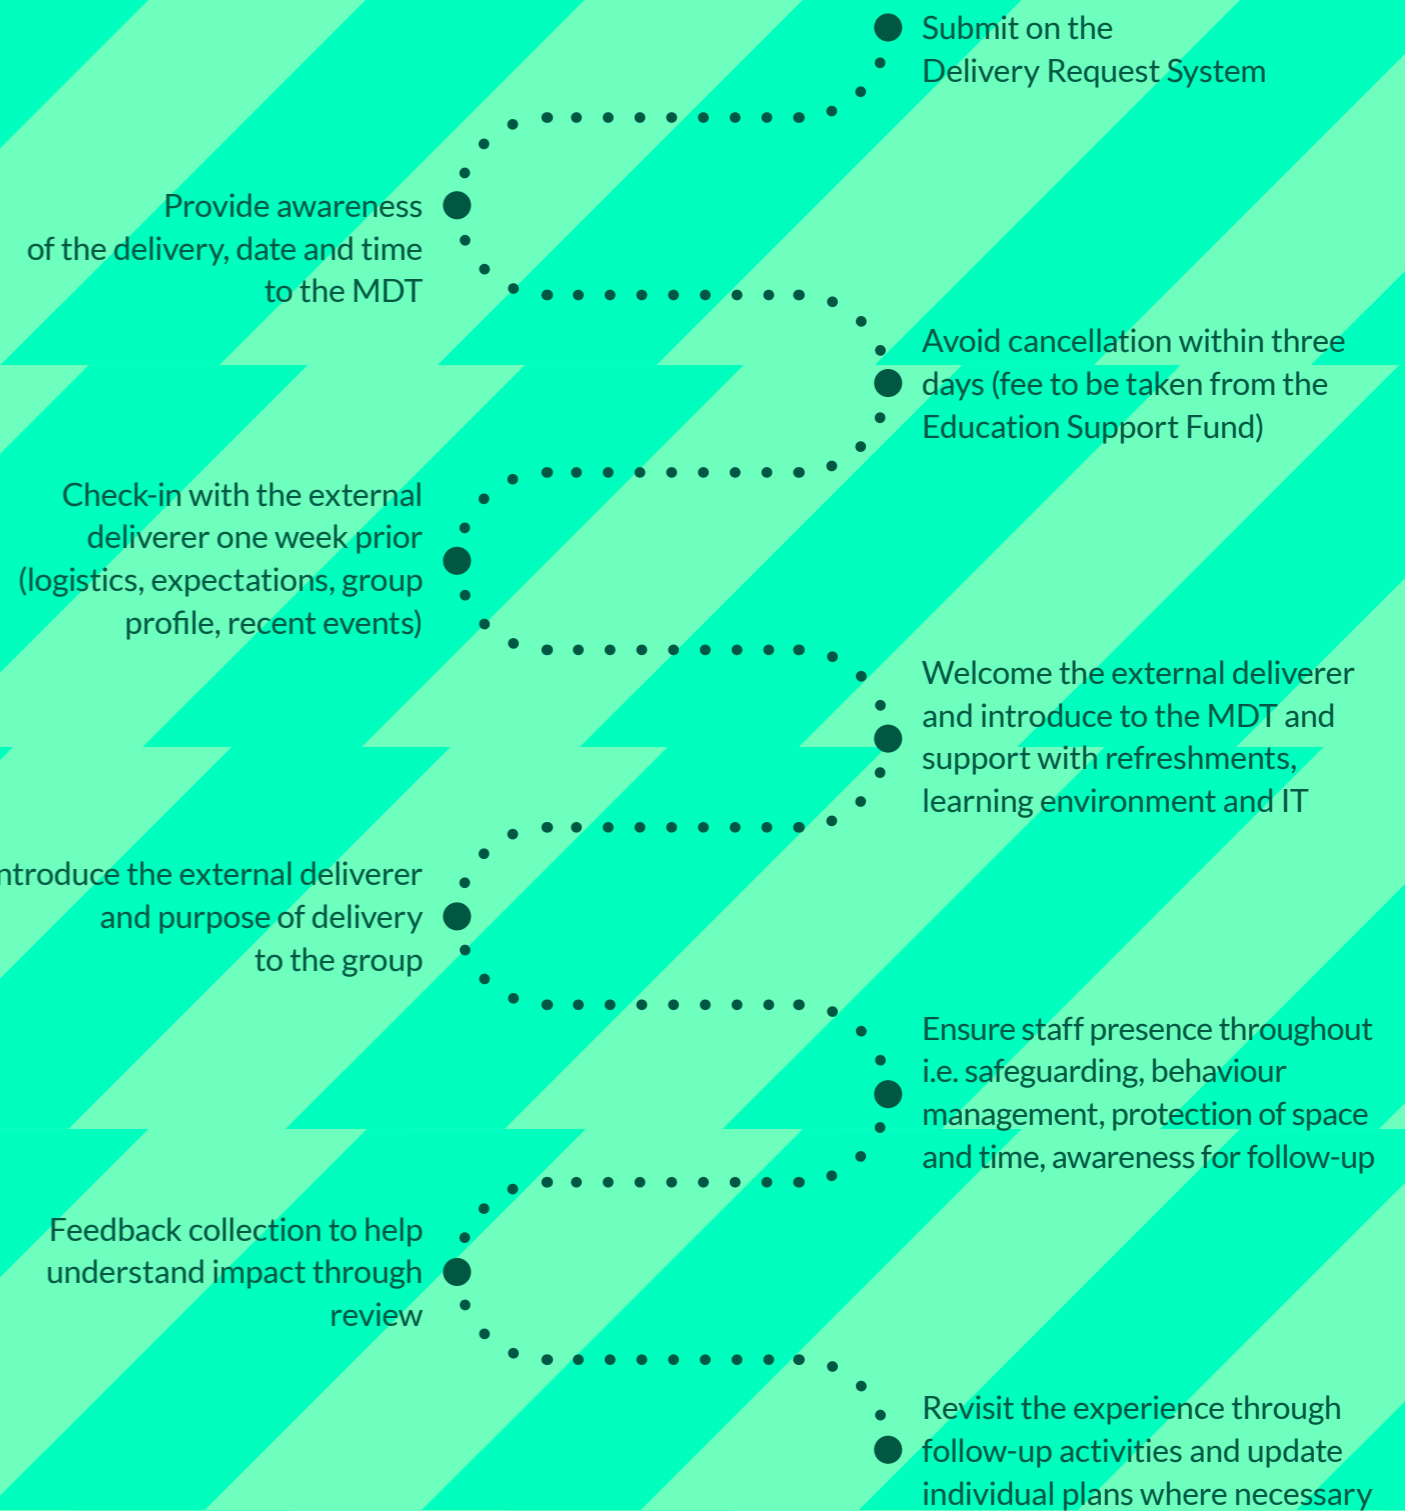 Submit on the
Delivery Request System
Provide awareness
of the delivery, date and time
to the MDT
Avoid cancellation within three
days (fee to be taken from the
Education Support Fund)
Check-in with the external
deliverer one week prior
(logistics, expectations, group
profile, recent events)
Welcome the external deliverer
and introduce to the MDT and
support with refreshments,
learning environment and IT
ntroduce the external deliverer
and purpose of delivery
to the group
Ensure staff presence throughout
i.e. safeguarding, behaviour
management, protection of space
and time, awareness for follow-up
Feedback collection to help
understand impact through
review
Revisit the experience through
follow-up activities and update
individual plans where necessary